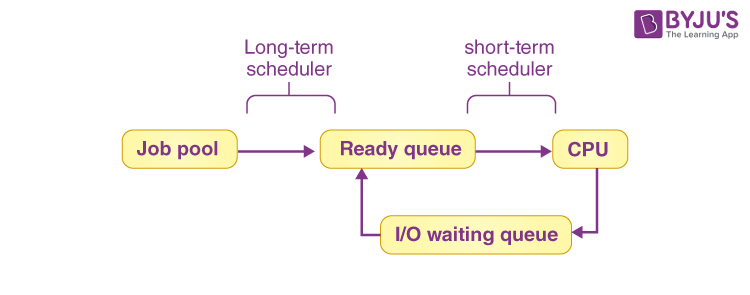 BYJU'S
The Learning App
Long-term
scheduler
short-term
scheduler
Job pool
Ready queue
CPU
I/O waiting queue